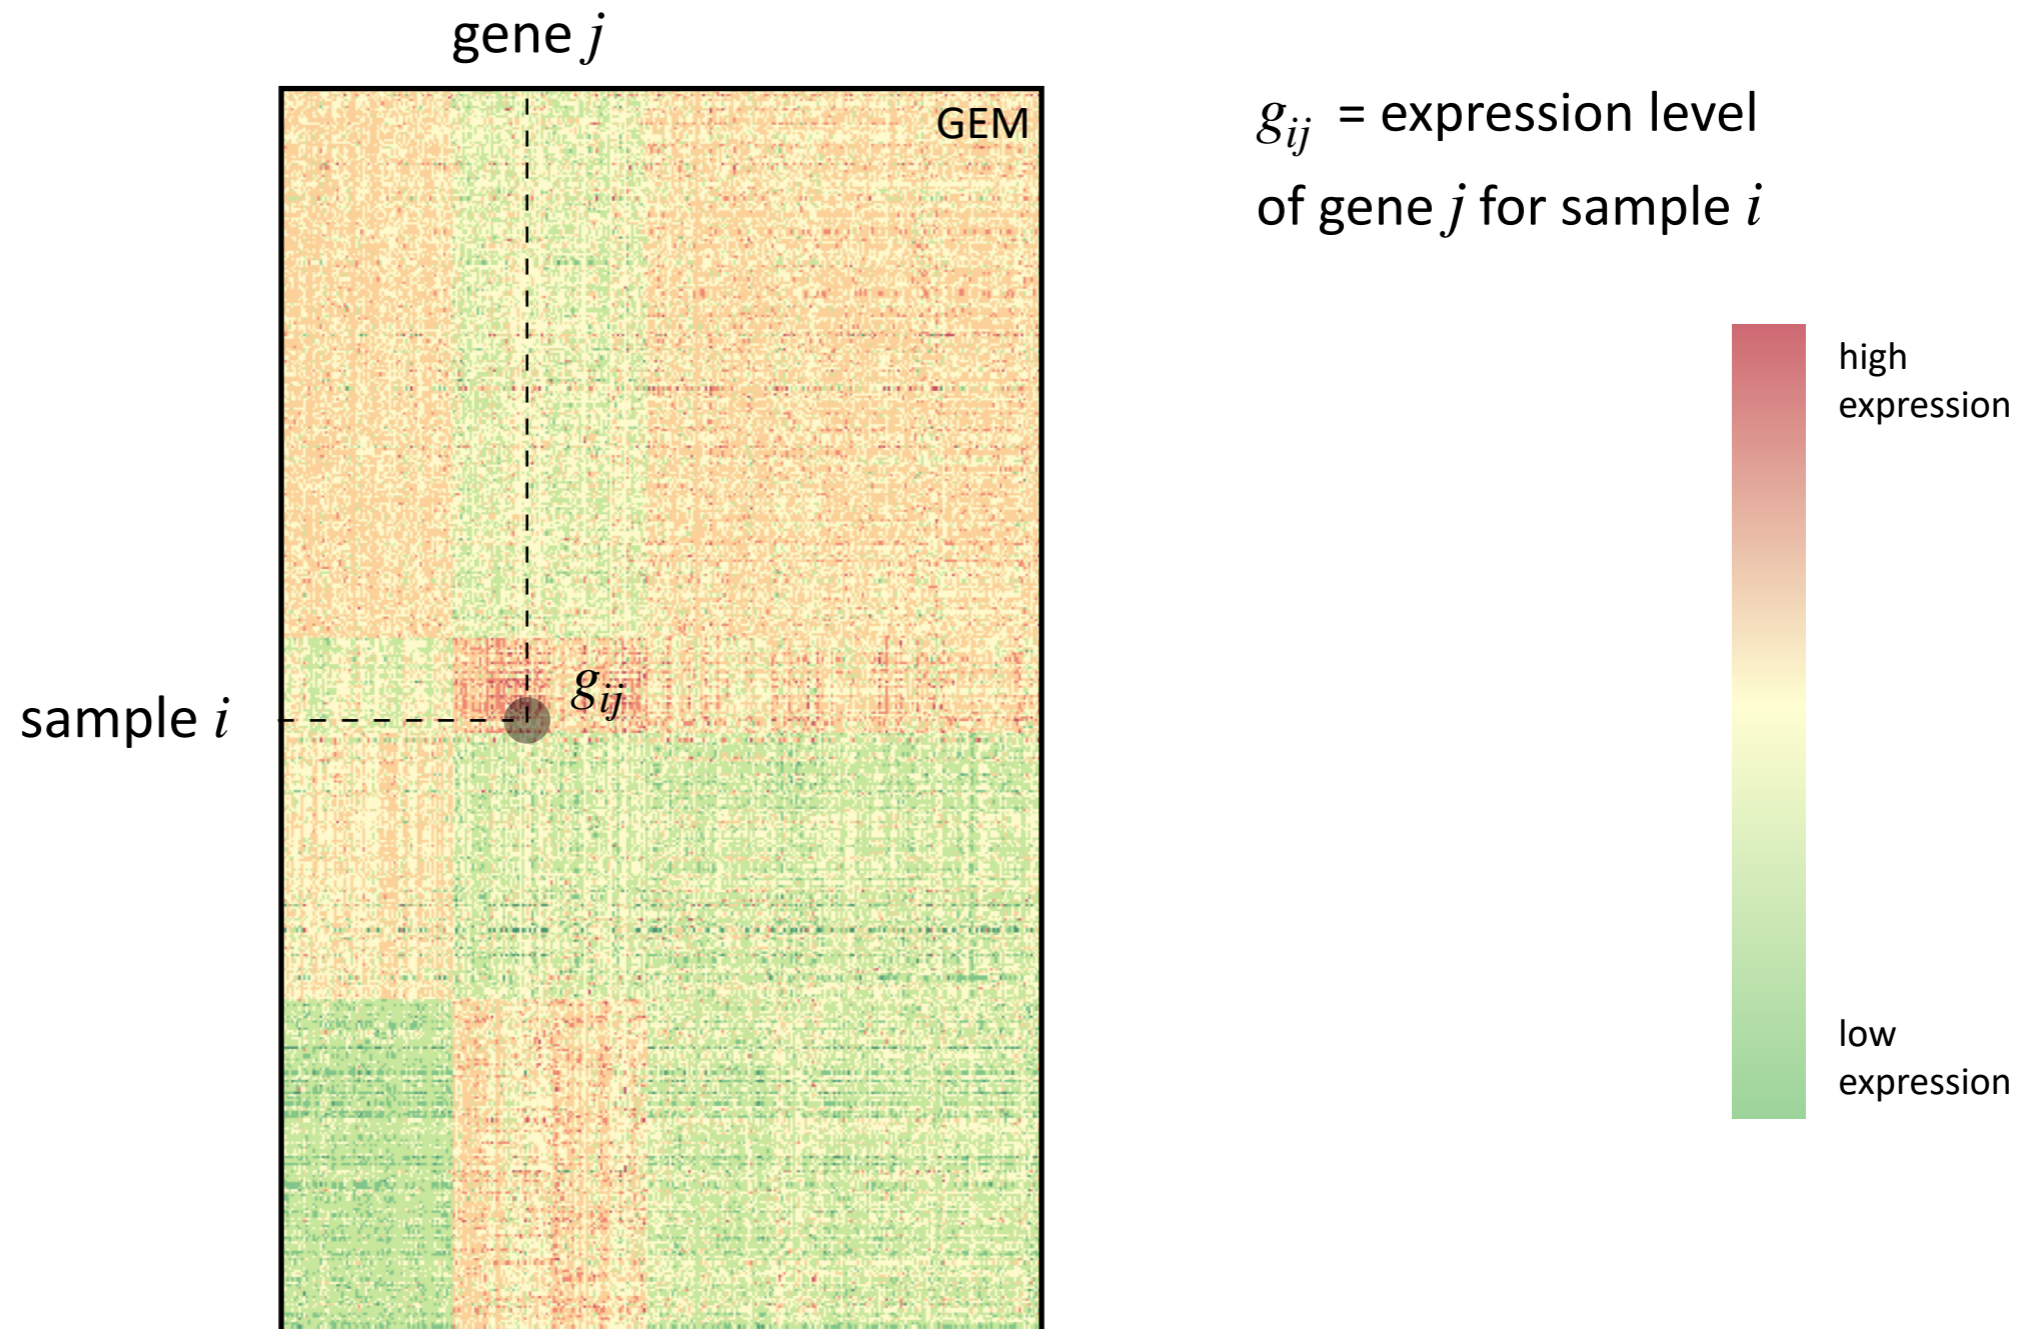 gene j
GEM
g_ij = expression level
of gene j for sample i
high
expression
g_ij
sample i
low
expression